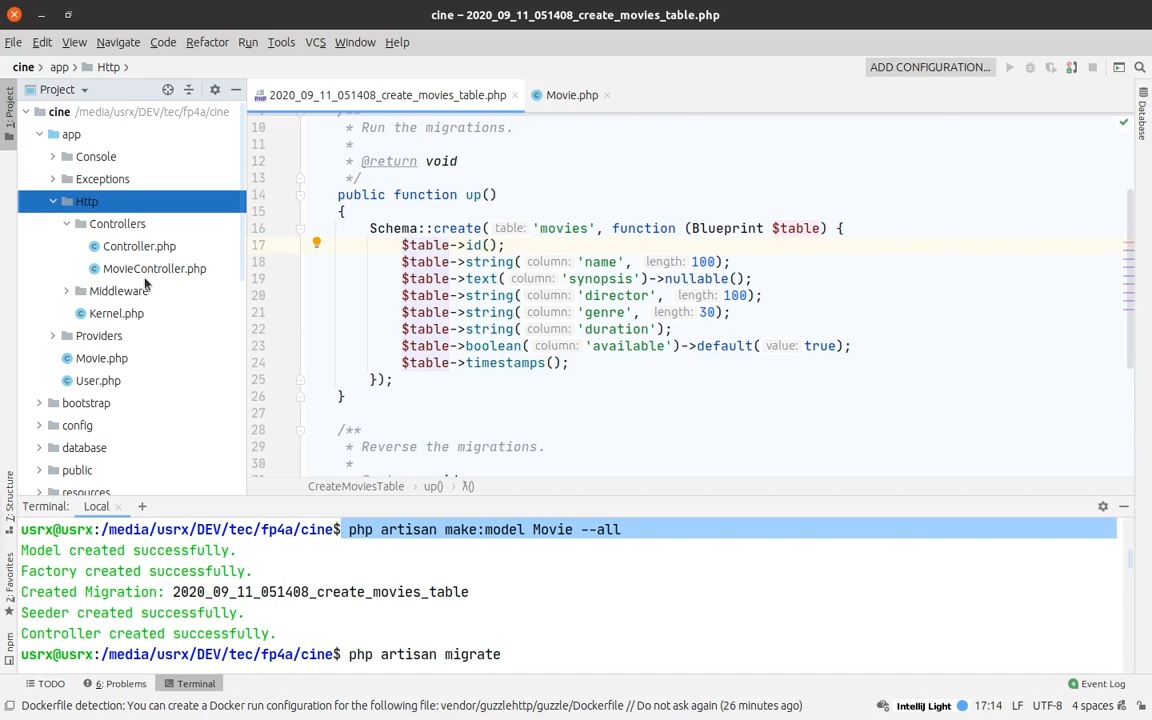 cine – 2020_09_11_051408_create_movies_table.php
File Edit View Navigate Code Refactor Run Tools VCS Window Help
cine app Http ADD CONFIGURATION...
1: Project
Project
2020_09_11_051408_create_movies_table.php
Movie.php
Database
cine /media/usrx/DEV/tec/fp4a/cine
app
Console
Exceptions
Http
Controllers
Controller.php
MovieController.php
Middleware
Kernel.php
Providers
Movie.php
User.php
bootstrap
config
database
public
resources
10 * Run the migrations.
11 *
12 * @return void
13 */
14 public function up()
15 {
16 Schema::create( table: 'movies', function (Blueprint $table) {
17 $table->id();
18 $table->string( column: 'name', length: 100);
19 $table->text( column: 'synopsis')->nullable();
20 $table->string( column: 'director', length: 100);
21 $table->string( column: 'genre', length: 30);
22 $table->string( column: 'duration');
23 $table->boolean( column: 'available')->default( value: true);
24 $table->timestamps();
25 });
26 }
27
28 /**
29 * Reverse the migrations.
30 *
CreateMoviesTable › up() › λ()
7: Structure
2: Favorites
npm
Terminal: Local × +
usrx@usrx:/media/usrx/DEV/tec/fp4a/cine$ php artisan make:model Movie --all
Model created successfully.
Factory created successfully.
Created Migration: 2020_09_11_051408_create_movies_table
Seeder created successfully.
Controller created successfully.
usrx@usrx:/media/usrx/DEV/tec/fp4a/cine$ php artisan migrate
TODO 6: Problems Terminal 4 Event Log
Dockerfile detection: You can create a Docker run configuration for the following file: vendor/guzzlehttp/guzzle/Dockerfile // Do not ask again (26 minutes ago) IntelliJ Light 17:14 LF UTF-8 4 spaces